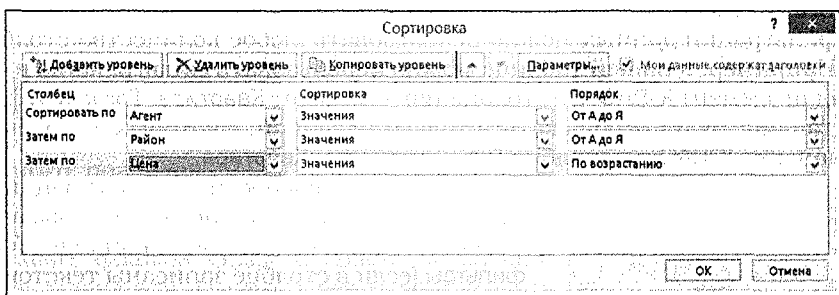 Сортировка
Добавить уровень Удалить уровень Копировать уровень Параметры... Мои данные содержат заголовки
Столбец Сортировка Порядок
Сортировать по Агент Значения От А до Я
Затем по Район Значения От А до Я
Затем по Цена Значения По возрастанию
ОК Отмена